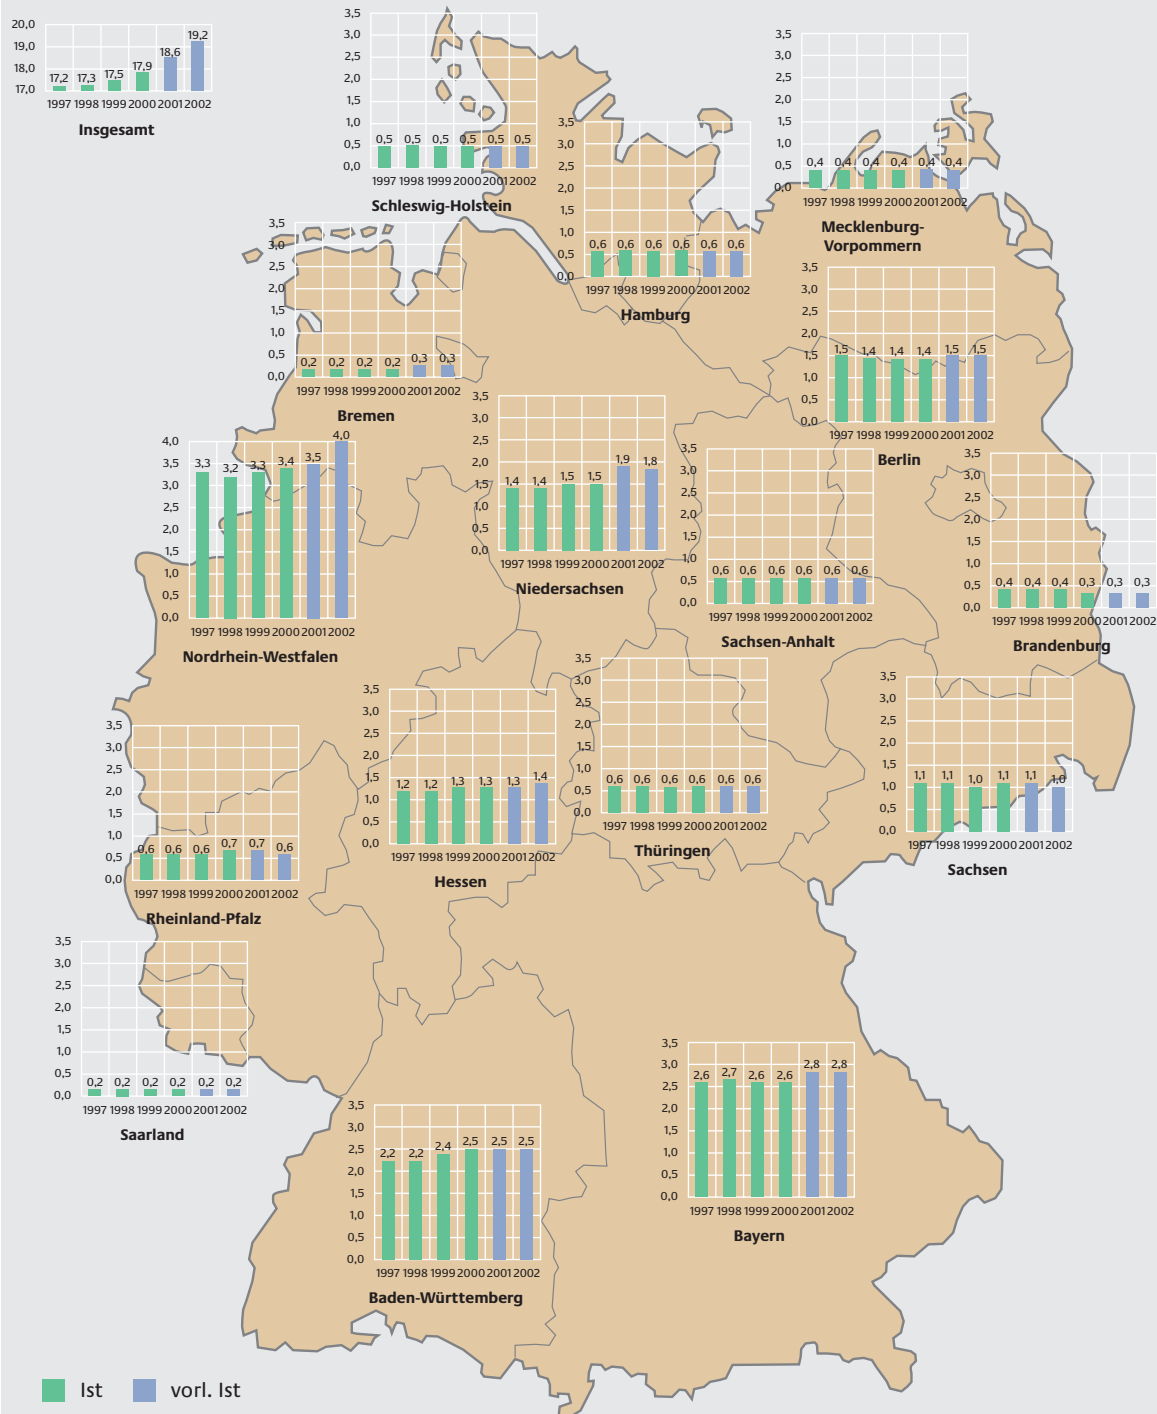 20,0
19,0
18,0
17,0
17,2 17,3 17,5 17,9 18,6 19,2
1997 1998 1999 2000 2001 2002
Insgesamt
3,5
3,0
2,5
2,0
1,5
1,0
0,5
0,0
0,5 0,5 0,5 0,5 0,5 0,5
1997 1998 1999 2000 2001 2002
Schleswig-Holstein
3,5
3,0
2,5
2,0
1,5
1,0
0,5
0,0
0,4 0,4 0,4 0,4 0,4 0,4
1997 1998 1999 2000 2001 2002
Mecklenburg-
Vorpommern
3,5
3,0
2,5
2,0
1,5
1,0
0,5
0,0
0,6 0,6 0,6 0,6 0,6 0,6
1997 1998 1999 2000 2001 2002
Hamburg
3,5
3,0
2,5
2,0
1,5
1,0
0,5
0,0
0,2 0,2 0,2 0,2 0,3 0,3
1997 1998 1999 2000 2001 2002
Bremen
3,5
3,0
2,5
2,0
1,5
1,0
0,5
0,0
1,5 1,4 1,4 1,4 1,5 1,5
1997 1998 1999 2000 2001 2002
Berlin
3,5
3,0
2,5
2,0
1,5
1,0
0,5
0,0
1,4 1,4 1,5 1,5 1,9 1,8
1997 1998 1999 2000 2001 2002
Niedersachsen
4,0
3,5
3,0
2,5
2,0
1,5
1,0
0,5
0,0
3,3 3,2 3,3 3,4 3,5 4,0
1997 1998 1999 2000 2001 2002
Nordrhein-Westfalen
3,5
3,0
2,5
2,0
1,5
1,0
0,5
0,0
0,6 0,6 0,6 0,6 0,6 0,6
1997 1998 1999 2000 2001 2002
Sachsen-Anhalt
3,5
3,0
2,5
2,0
1,5
1,0
0,5
0,0
0,4 0,4 0,4 0,3 0,3 0,3
1997 1998 1999 2000 2001 2002
Brandenburg
3,5
3,0
2,5
2,0
1,5
1,0
0,5
0,0
0,6 0,6 0,6 0,6 0,6 0,6
1997 1998 1999 2000 2001 2002
Thüringen
3,5
3,0
2,5
2,0
1,5
1,0
0,5
0,0
1,1 1,1 1,0 1,1 1,1 1,0
1997 1998 1999 2000 2001 2002
Sachsen
3,5
3,0
2,5
2,0
1,5
1,0
0,5
0,0
1,2 1,2 1,3 1,3 1,3 1,4
1997 1998 1999 2000 2001 2002
Hessen
3,5
3,0
2,5
2,0
1,5
1,0
0,5
0,0
0,6 0,6 0,6 0,7 0,7 0,6
1997 1998 1999 2000 2001 2002
Rheinland-Pfalz
3,5
3,0
2,5
2,0
1,5
1,0
0,5
0,0
0,2 0,2 0,2 0,2 0,2 0,2
1997 1998 1999 2000 2001 2002
Saarland
3,5
3,0
2,5
2,0
1,5
1,0
0,5
0,0
2,6 2,7 2,6 2,6 2,8 2,8
1997 1998 1999 2000 2001 2002
Bayern
3,5
3,0
2,5
2,0
1,5
1,0
0,5
0,0
2,2 2,2 2,4 2,5 2,5 2,5
1997 1998 1999 2000 2001 2002
Baden-Württemberg
Ist vorl. Ist